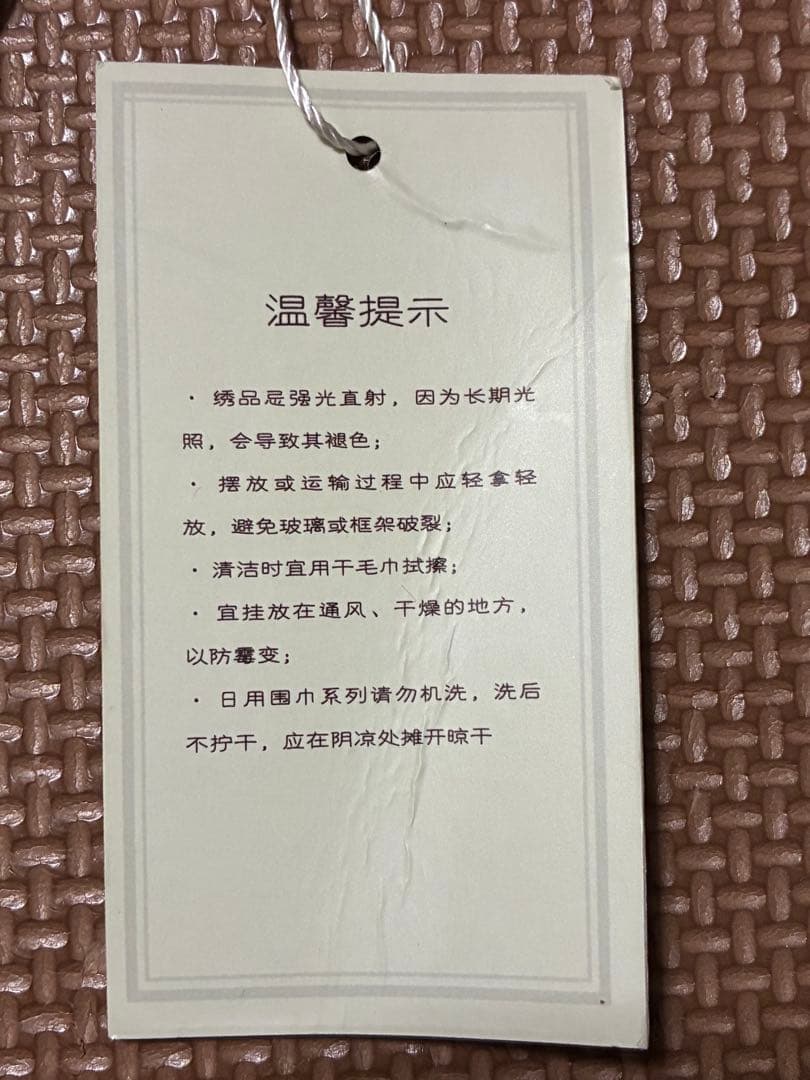 温馨提示
· 绣品忌强光直射，因为长期光
照，会导致其褪色；
· 摆放或运输过程中应轻拿轻
放，避免玻璃或框架破裂；
· 清洁时宜用干毛巾拭擦；
· 宜挂放在通风、干燥的地方，
以防霉变；
· 日用围巾系列请勿机洗，洗后
不拧干，应在阴凉处摊开晾干